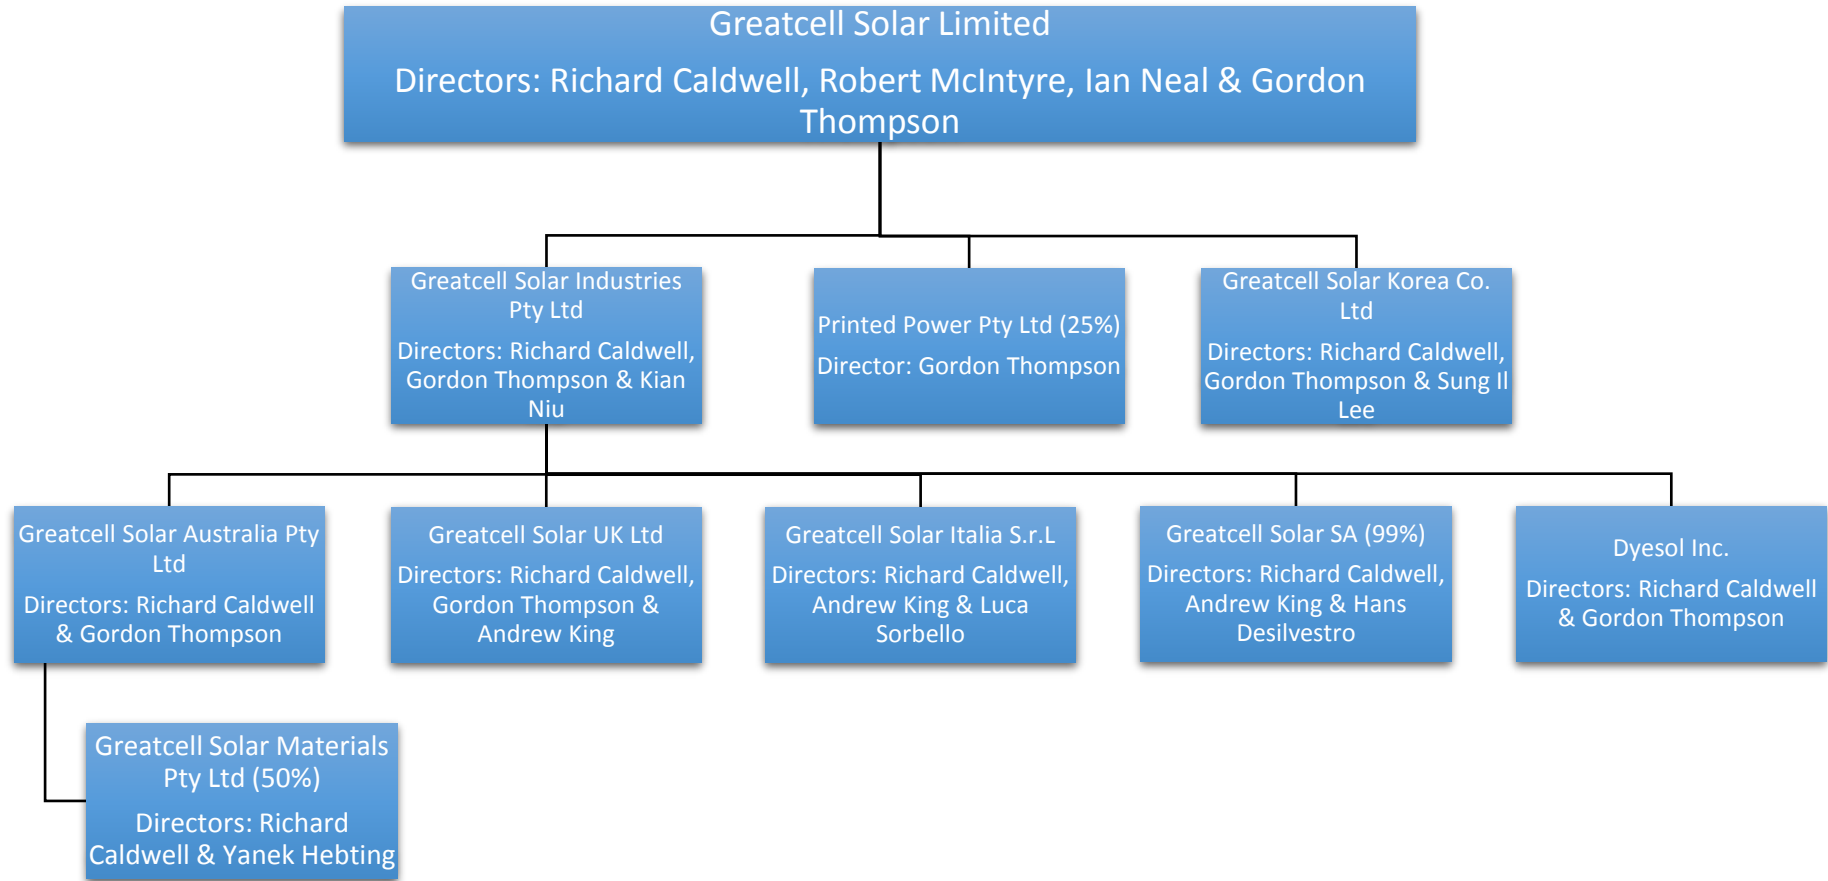 Greatcell Solar Limited
Directors: Richard Caldwell, Robert McIntyre, Ian Neal & Gordon
Thompson
Greatcell Solar Industries
Pty Ltd
Directors: Richard Caldwell,
Gordon Thompson & Kian
Niu
Printed Power Pty Ltd (25%)
Director: Gordon Thompson
Greatcell Solar Korea Co.
Ltd
Directors: Richard Caldwell,
Gordon Thompson & Sung Il
Lee
Greatcell Solar Australia Pty
Ltd
Directors: Richard Caldwell
& Gordon Thompson
Greatcell Solar UK Ltd
Directors: Richard Caldwell,
Gordon Thompson &
Andrew King
Greatcell Solar Italia S.r.L
Directors: Richard Caldwell,
Andrew King & Luca
Sorbello
Greatcell Solar SA (99%)
Directors: Richard Caldwell,
Andrew King & Hans
Desilvestro
Dyesol Inc.
Directors: Richard Caldwell
& Gordon Thompson
Greatcell Solar Materials
Pty Ltd (50%)
Directors: Richard
Caldwell & Yanek Hebting